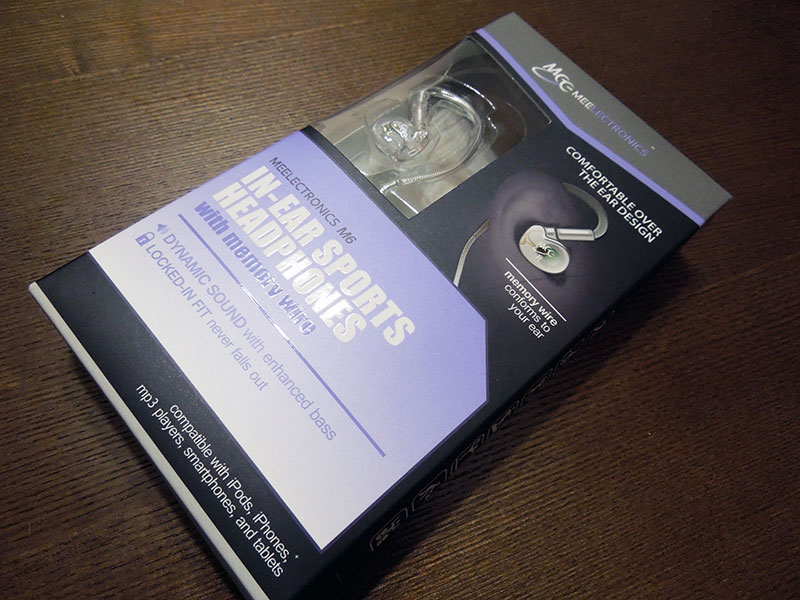 MEELECTRONICS
COMFORTABLE OVER
THE EAR DESIGN
memory wire
conforms to
your ear
MEELECTRONICS M6
IN-EAR SPORTS
HEADPHONES
with memory wire
DYNAMIC SOUND with enhanced bass
LOCKED-IN FIT never falls out
compatible with iPods, iPhones,*
mp3 players, smartphones, and tablets